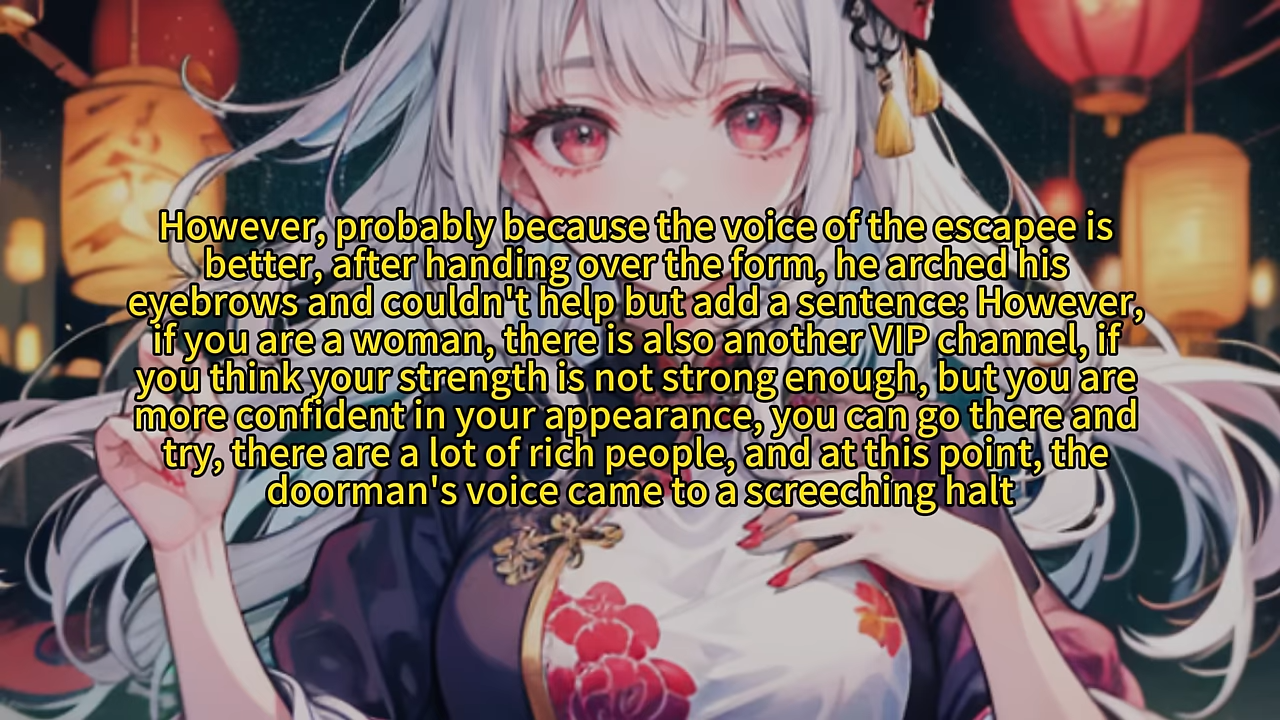 However, probably because the voice of the escapee is
better, after handing over the form, he arched his
eyebrows and couldn't help but add a sentence: However,
if you are a woman, there is also another VIP channel, if
you think your strength is not strong enough, but you are
more confident in your appearance, you can go there and
try, there are a lot of rich people, and at this point, the
doorman's voice came to a screeching halt